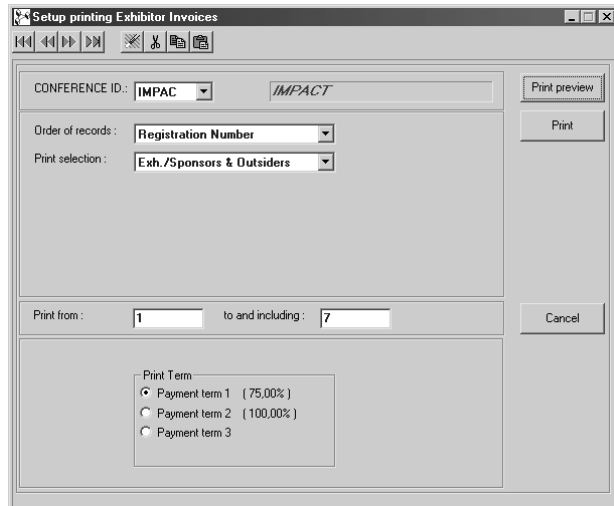 Setup printing Exhibitor Invoices
CONFERENCE ID.: IMPAC IMPACT
Print preview
Order of records : Registration Number
Print
Print selection : Exh./Sponsors & Outsiders
Print from : 1 to and including : 7
Cancel
Print Term
Payment term 1 ( 75,00% )
Payment term 2 ( 100,00% )
Payment term 3